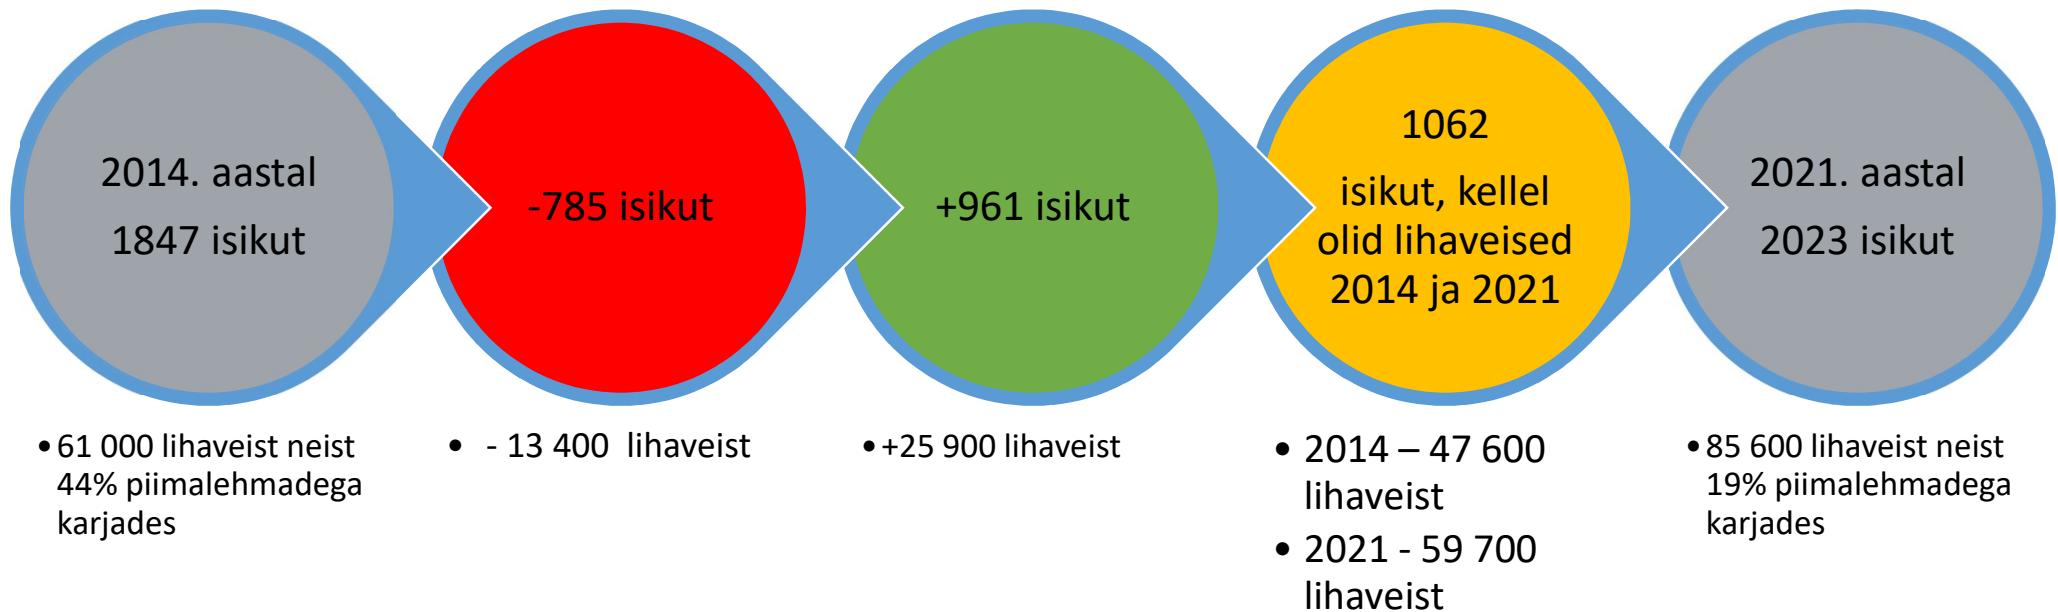 2014. aastal
1847 isikut
-785 isikut
+961 isikut
1062
isikut, kellel
olid lihaveised
2014 ja 2021
2021. aastal
2023 isikut
• 61 000 lihaveist neist
44% piimalehmadega
karjades
• - 13 400 lihaveist
• +25 900 lihaveist
• 2014 – 47 600
lihaveist
• 2021 - 59 700
lihaveist
• 85 600 lihaveist neist
19% piimalehmadega
karjades